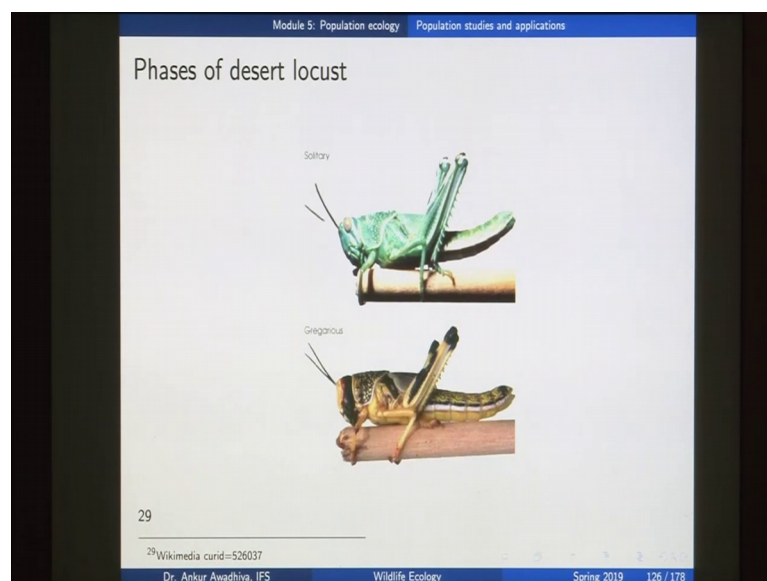 Module 5: Population ecology Population studies and applications
Phases of desert locust
Solitary
Gregarious
29
29Wikimedia curid=526037
Dr. Ankur Awadhiya, IFS Wildlife Ecology Spring 2019 126 / 178